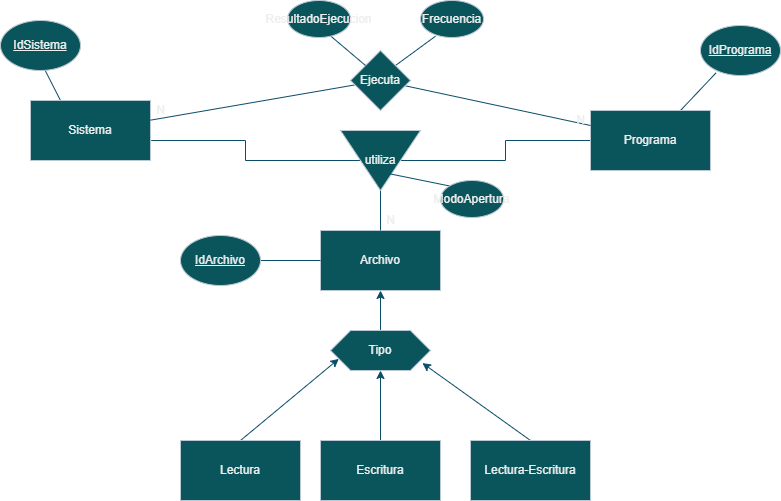 ResultadoEjecucion
Frecuencia
IdSistema
IdPrograma
Ejecuta
N
N
Sistema
Programa
utiliza
ModoApertura
N
IdArchivo
Archivo
Tipo
Lectura
Escritura
Lectura-Escritura